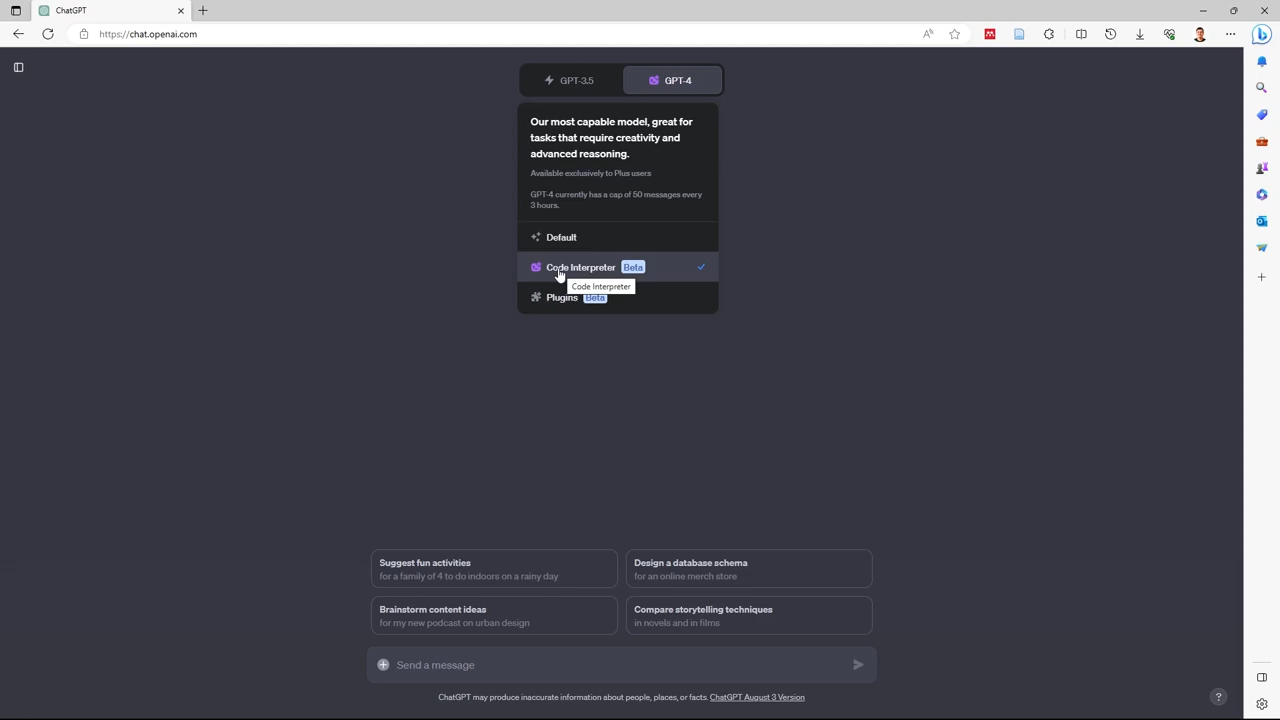 ChatGPT
https://chat.openai.com
GPT-3.5
GPT-4
Our most capable model, great for
tasks that require creativity and
advanced reasoning.
Available exclusively to Plus users
GPT-4 currently has a cap of 50 messages every
3 hours.
Default
Code Interpreter Beta
Code Interpreter
Plugins Beta
Suggest fun activities
for a family of 4 to do indoors on a rainy day
Design a database schema
for an online merch store
Brainstorm content ideas
for my new podcast on urban design
Compare storytelling techniques
in novels and in films
Send a message
ChatGPT may produce inaccurate information about people, places, or facts. ChatGPT August 3 Version
?